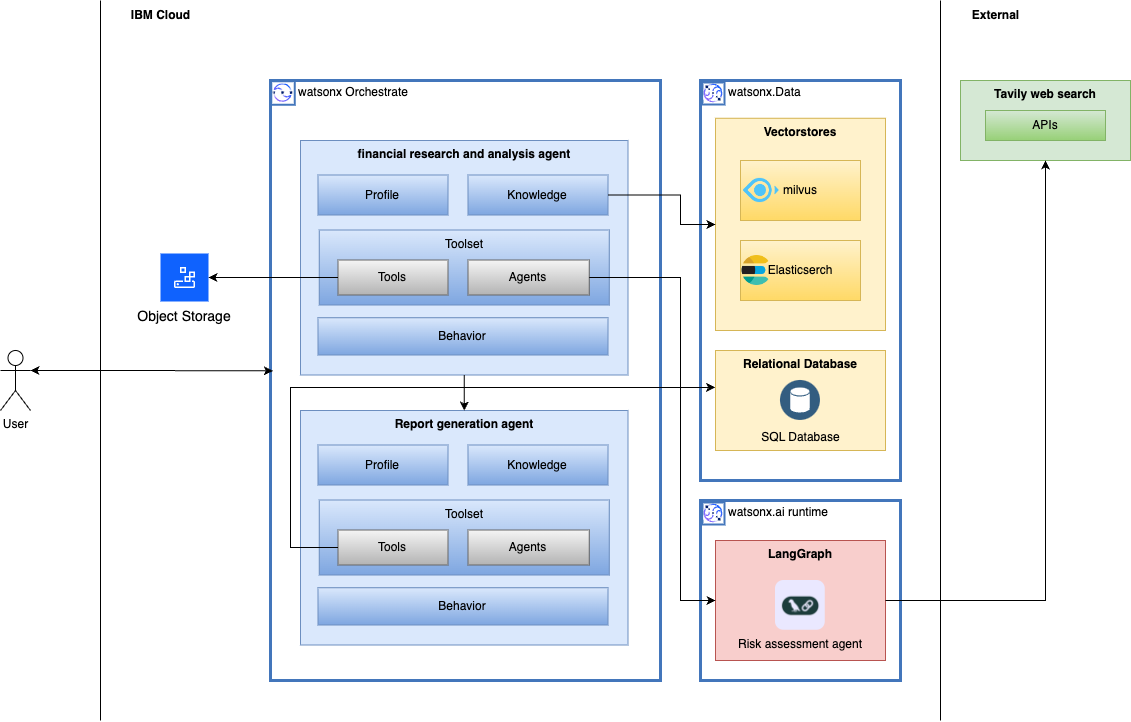 IBM Cloud
External
watsonx Orchestrate
watsonx.Data
Tavily web search
APIs
financial research and analysis agent
Profile
Knowledge
Toolset
Tools
Agents
Behavior
Vectorstores
milvus
Elasticserch
Object Storage
User
Relational Database
SQL Database
Report generation agent
Profile
Knowledge
Toolset
Tools
Agents
Behavior
watsonx.ai runtime
LangGraph
Risk assessment agent